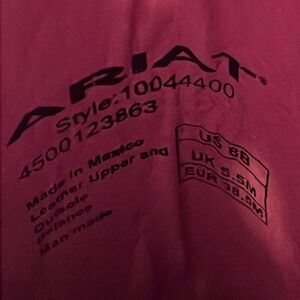 ARIAT®
Style: 10044400
4500123863
Made in Mexico
Leather Upper and
Outsole
Balance
Man made
US 8B
UK 5.5M
EUR 38.5M